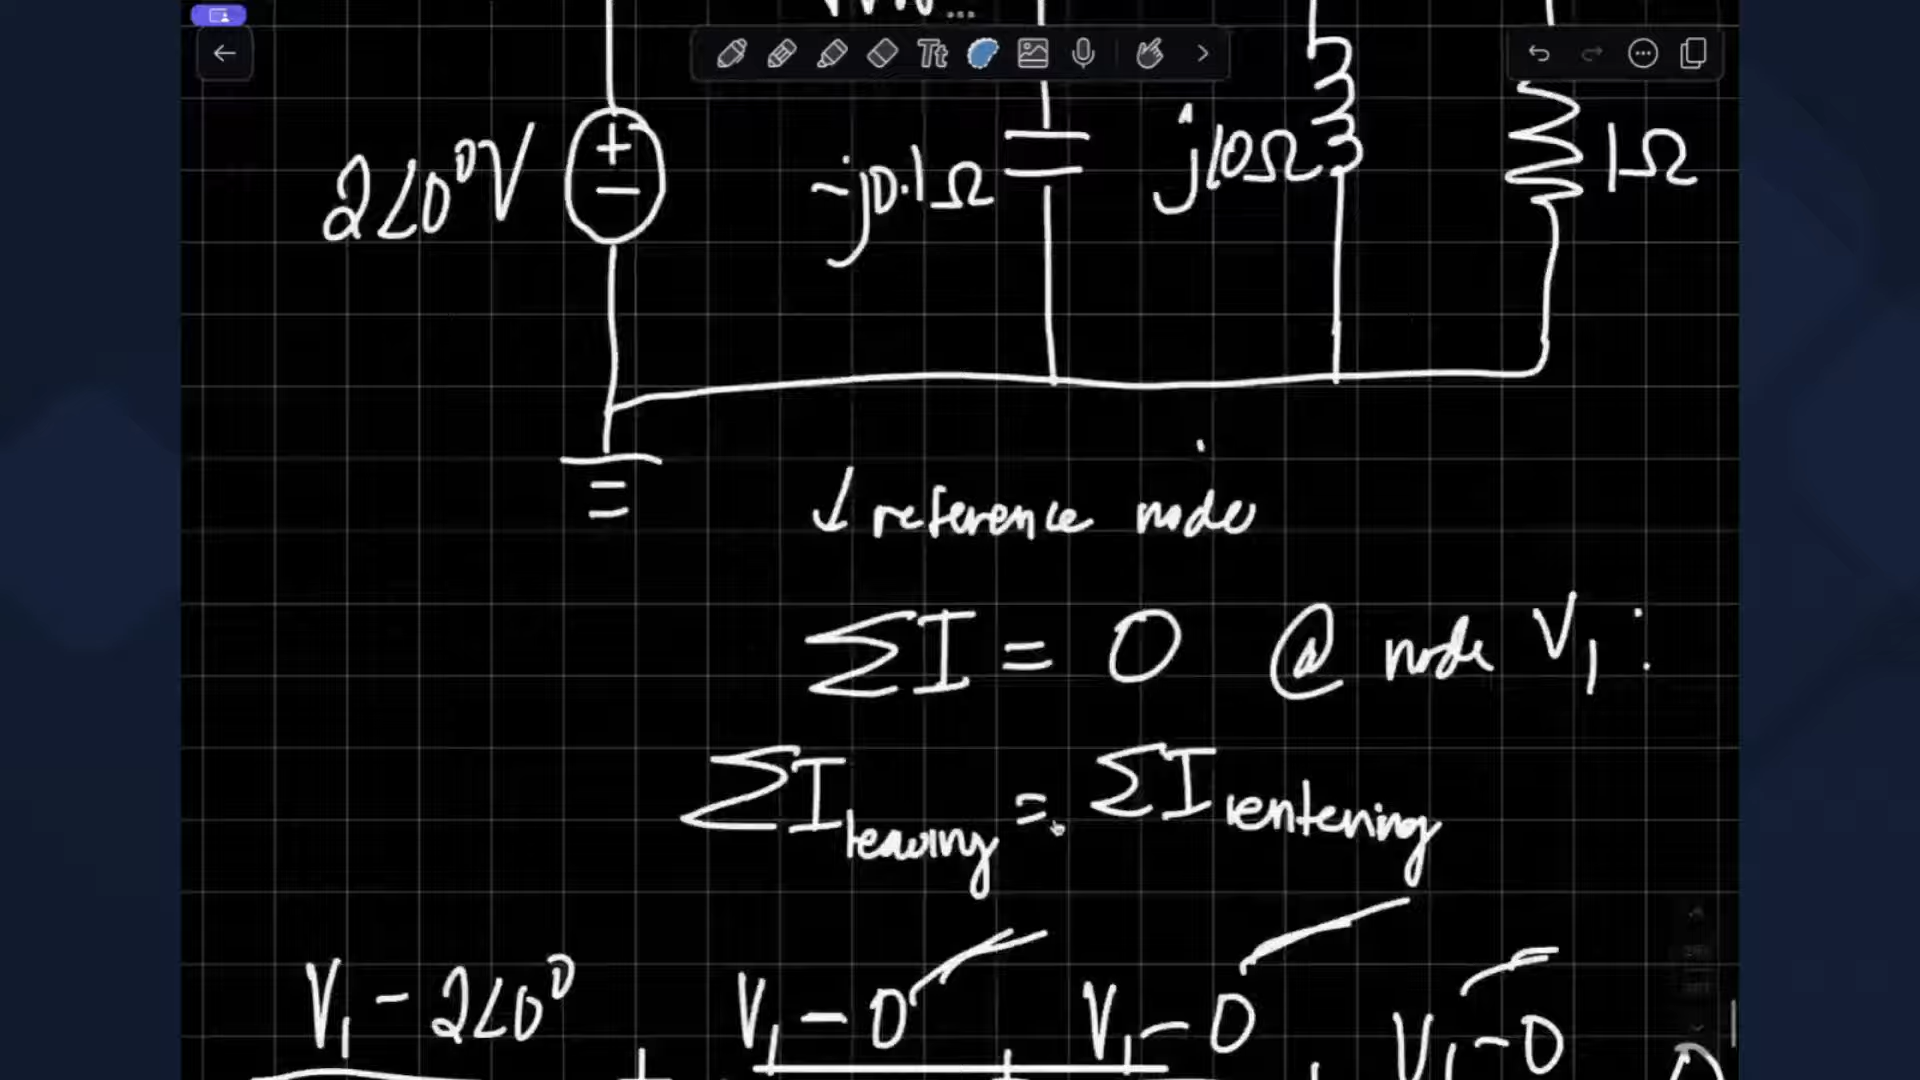 Tt
2∠0°V
+
−
-j0.1Ω
j10Ω
1Ω
↓ reference node
ΣI = 0 @ node V₁ :
ΣI leaving = ΣI entering
V₁ - 2∠0° V₁ - 0 V₁ - 0 V₁ - 0